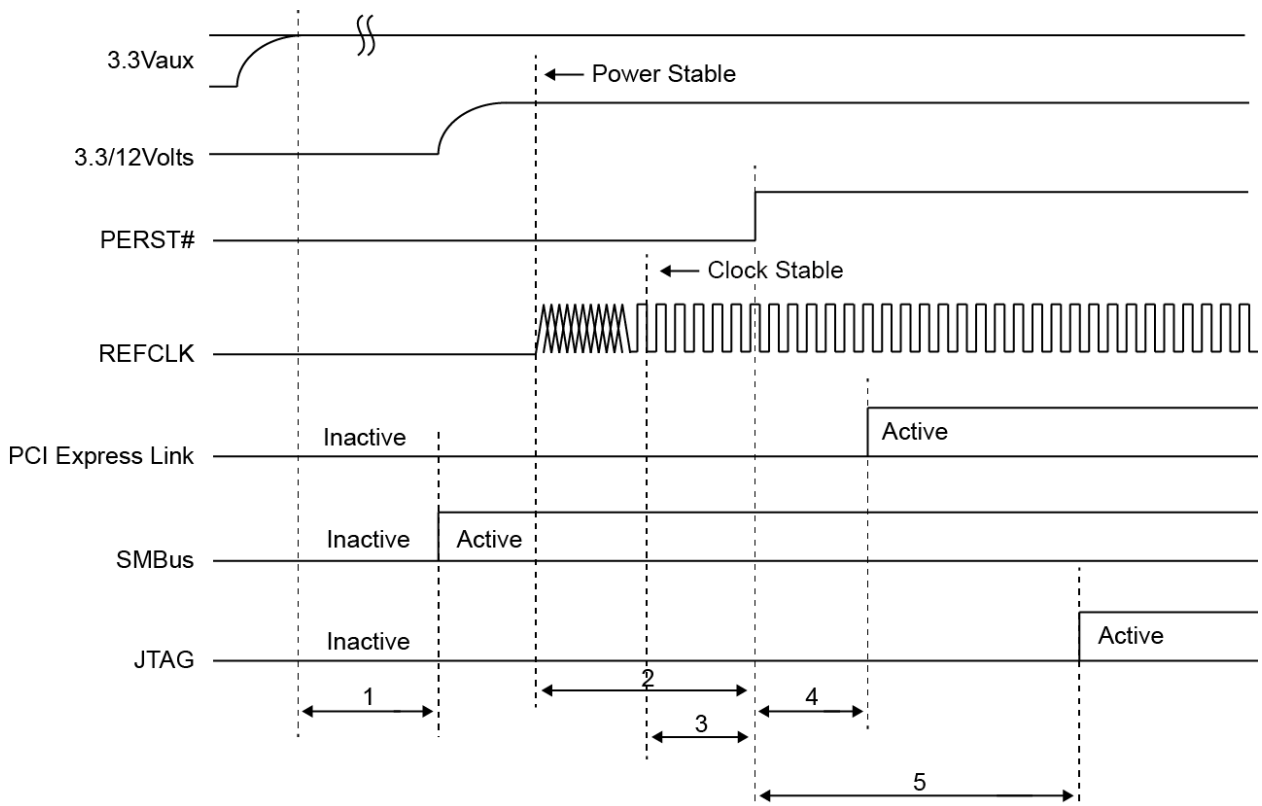 3.3Vaux
Power Stable
3.3/12Volts
PERST#
Clock Stable
REFCLK
Inactive
Active
PCI Express Link
Inactive
Active
SMBus
Inactive
Active
JTAG
1
2
3
4
5